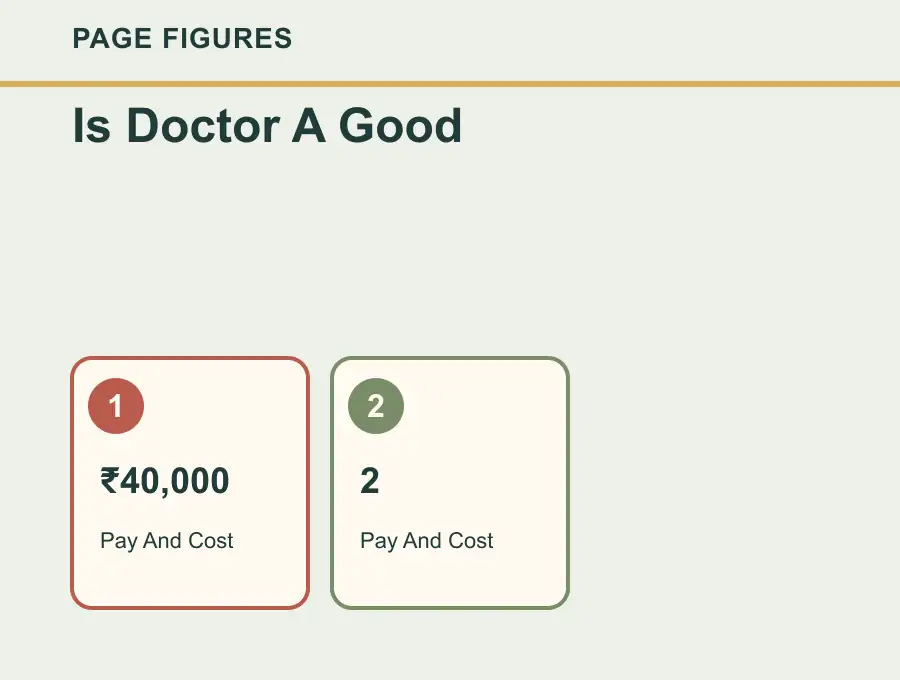 PAGE FIGURES
Is Doctor A Good
1
₹40,000
Pay And Cost
2
2
Pay And Cost